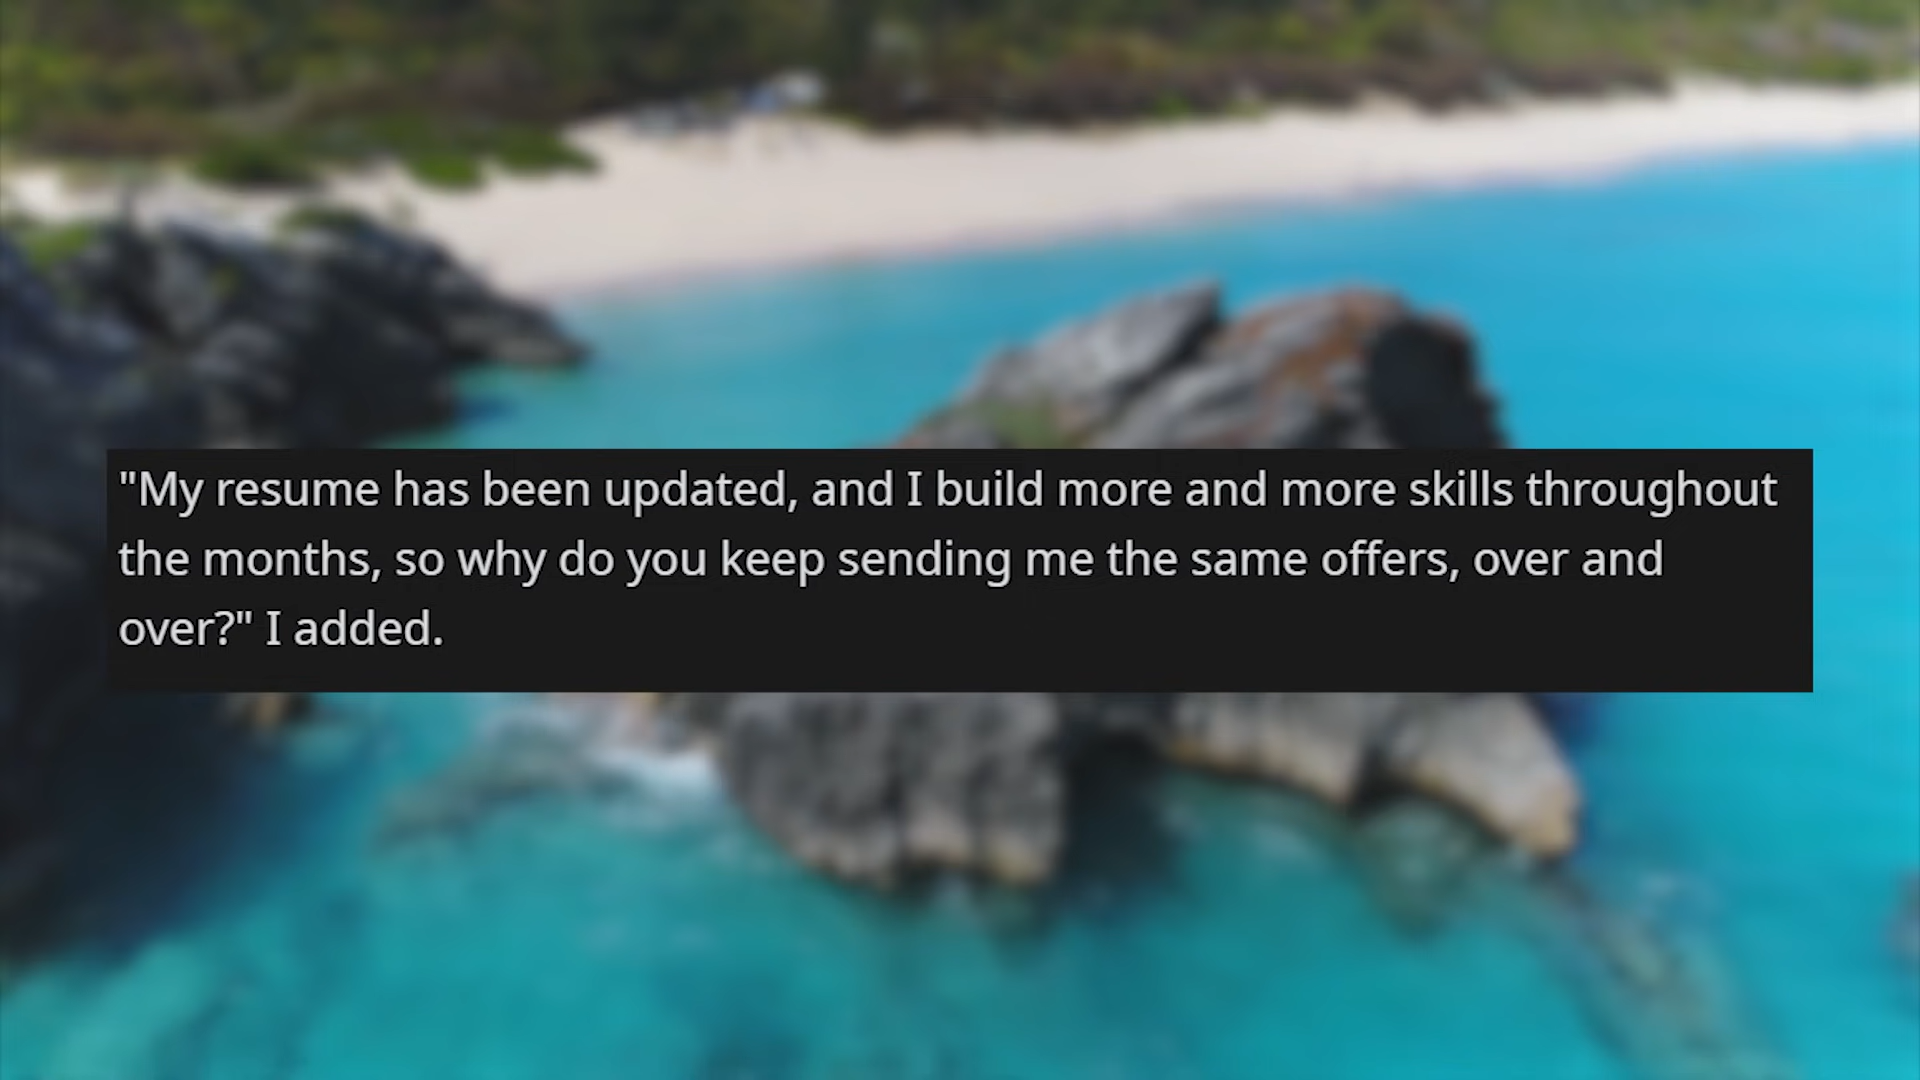 "My resume has been updated, and I build more and more skills throughout
the months, so why do you keep sending me the same offers, over and
over?" I added.